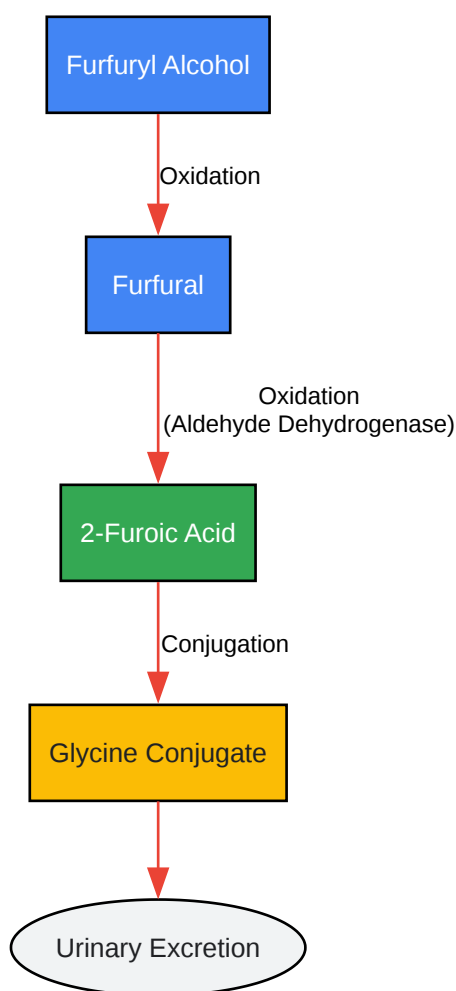 Furfuryl Alcohol
Oxidation
Furfural
Oxidation
(Aldehyde Dehydrogenase)
2-Furoic Acid
Conjugation
Glycine Conjugate
Urinary Excretion